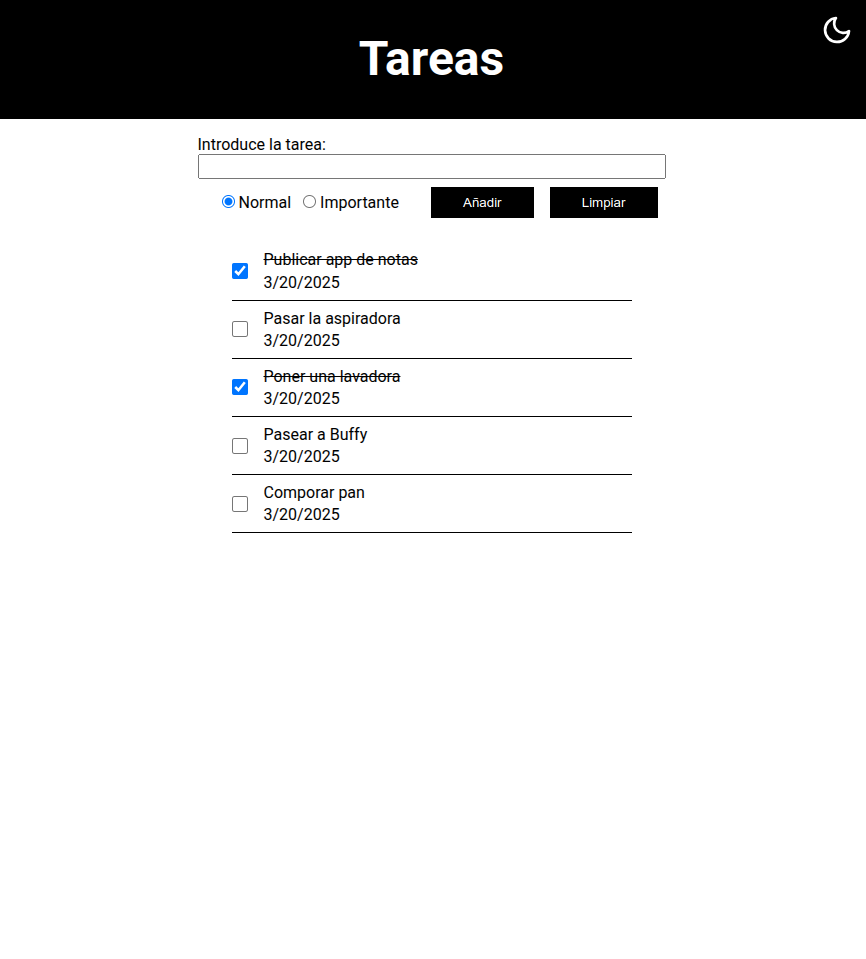 Tareas
Introduce la tarea:
Normal Importante Añadir Limpiar
Publicar app de notas
3/20/2025
Pasar la aspiradora
3/20/2025
Poner una lavadora
3/20/2025
Pasear a Buffy
3/20/2025
Comporar pan
3/20/2025